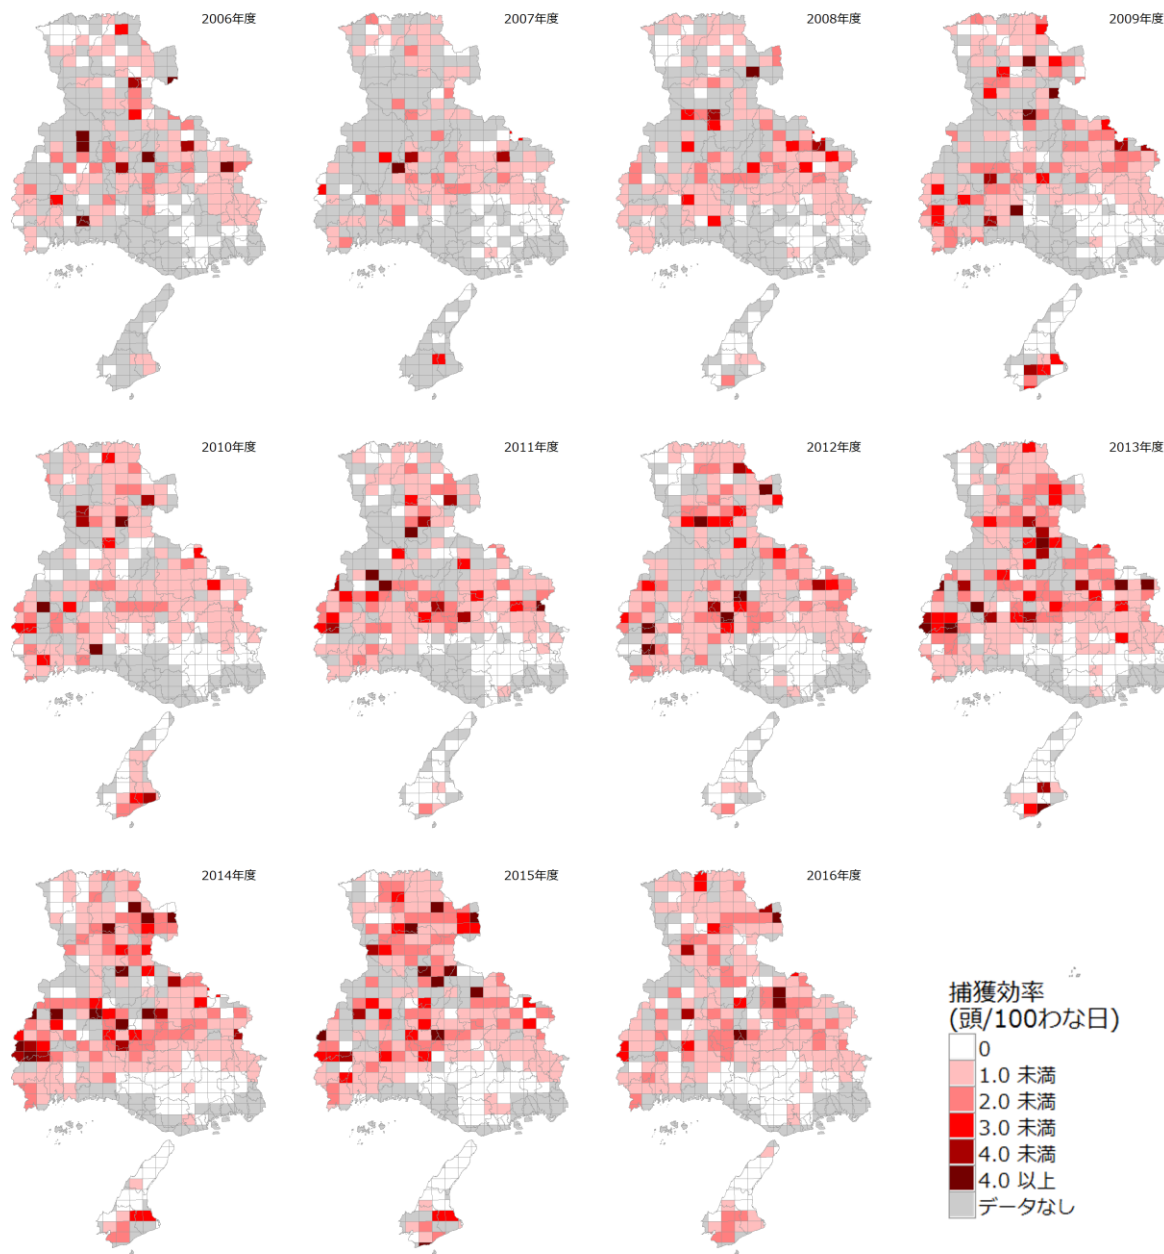 2006年度
2007年度
2008年度
2009年度
2010年度
2011年度
2012年度
2013年度
2014年度
2015年度
2016年度
捕獲効率
(頭/100わな日)
0
1.0 未満
2.0 未満
3.0 未満
4.0 未満
4.0 以上
データなし